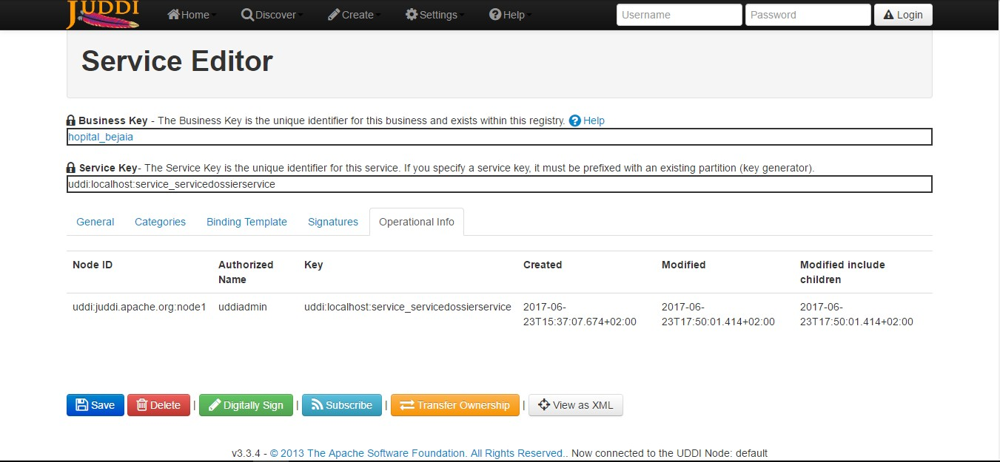 JUDDI Home Discover Create Settings Help Username Password Login
Service Editor
Business Key - The Business Key is the unique identifier for this business and exists within this registry. Help
hopital_bejaia
Service Key- The Service Key is the unique identifier for this service. If you specify a service key, it must be prefixed with an existing partition (key generator).
uddi:localhost:service_servicedossierservice
General Categories Binding Template Signatures Operational Info
Node ID Authorized Name Key Created Modified Modified include children
uddi:juddi.apache.org:node1 uddiadmin uddi:localhost:service_servicedossierservice 2017-06-23T15:37:07.674+02:00 2017-06-23T17:50:01.414+02:00 2017-06-23T17:50:01.414+02:00
Save Delete | Digitally Sign | Subscribe | Transfer Ownership | View as XML
v3.3.4 - © 2013 The Apache Software Foundation. All Rights Reserved.. Now connected to the UDDI Node: default